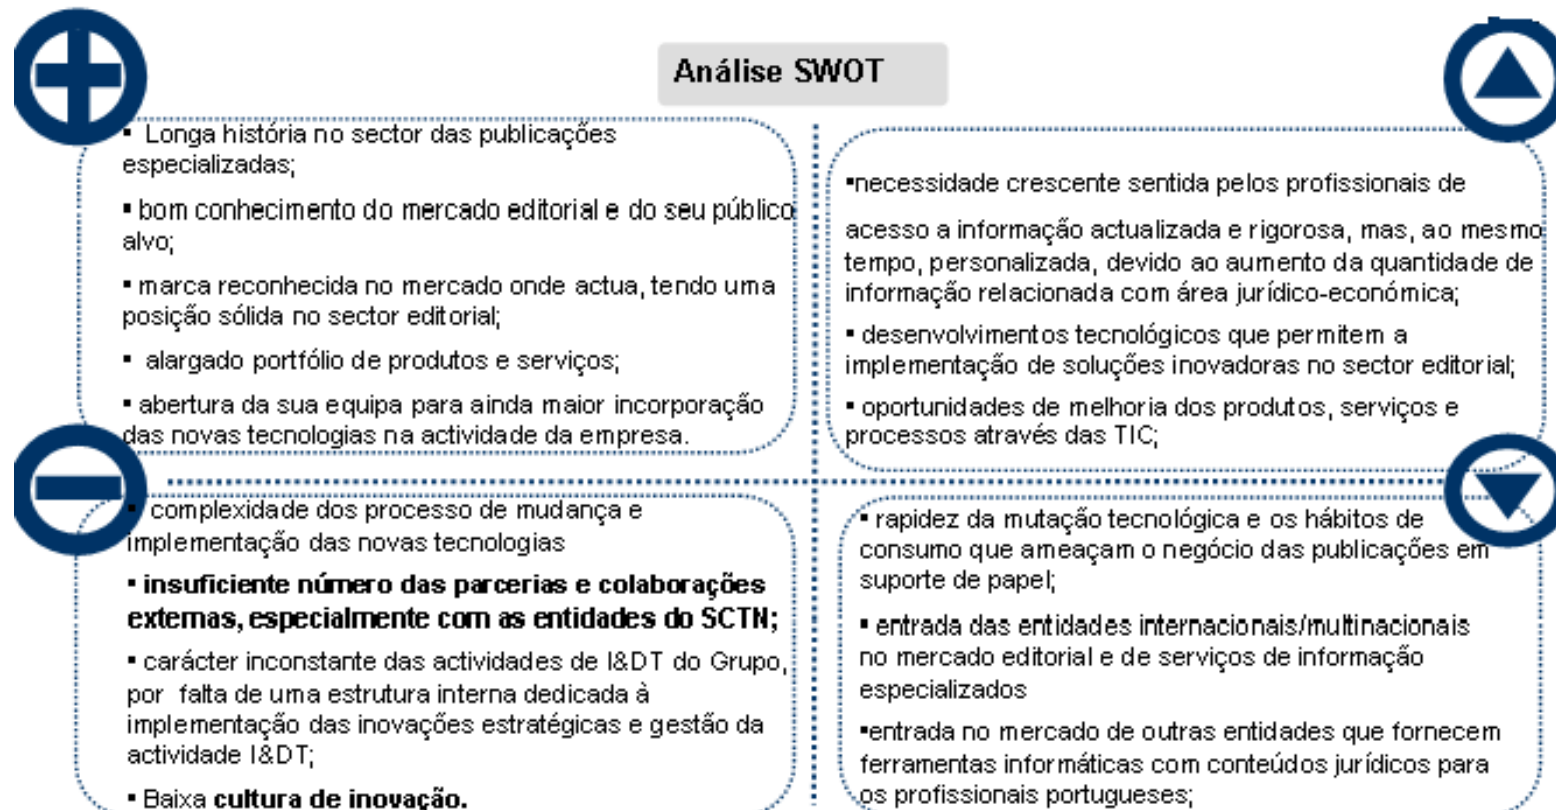 Análise SWOT
▪ Longa história no sector das publicações
especializadas;
▪ bom conhecimento do mercado editorial e do seu público
alvo;
▪ marca reconhecida no mercado onde actua, tendo uma
posição sólida no sector editorial;
▪ alargado portfólio de produtos e serviços;
▪ abertura da sua equipa para ainda maior incorporação
das novas tecnologias na actividade da empresa.
▪necessidade crescente sentida pelos profissionais de
acesso a informação actualizada e rigorosa, mas, ao mesmo
tempo, personalizada, devido ao aumento da quantidade de
informação relacionada com área jurídico-económica;
▪ desenvolvimentos tecnológicos que permitem a
implementação de soluções inovadoras no sector editorial;
▪ oportunidades de melhoria dos produtos, serviços e
processos através das TIC;
▪ complexidade dos processo de mudança e
implementação das novas tecnologias
▪ insuficiente número das parcerias e colaborações
externas, especialmente com as entidades do SCTN;
▪ carácter inconstante das actividades de I&DT do Grupo,
por falta de uma estrutura interna dedicada à
implementação das inovações estratégicas e gestão da
actividade I&DT;
▪ Baixa cultura de inovação.
▪ rapidez da mutação tecnológica e os hábitos de
consumo que ameaçam o negócio das publicações em
suporte de papel;
▪ entrada das entidades internacionais/multinacionais
no mercado editorial e de serviços de informação
especializados
▪entrada no mercado de outras entidades que fornecem
ferramentas informáticas com conteúdos jurídicos para
os profissionais portugueses;